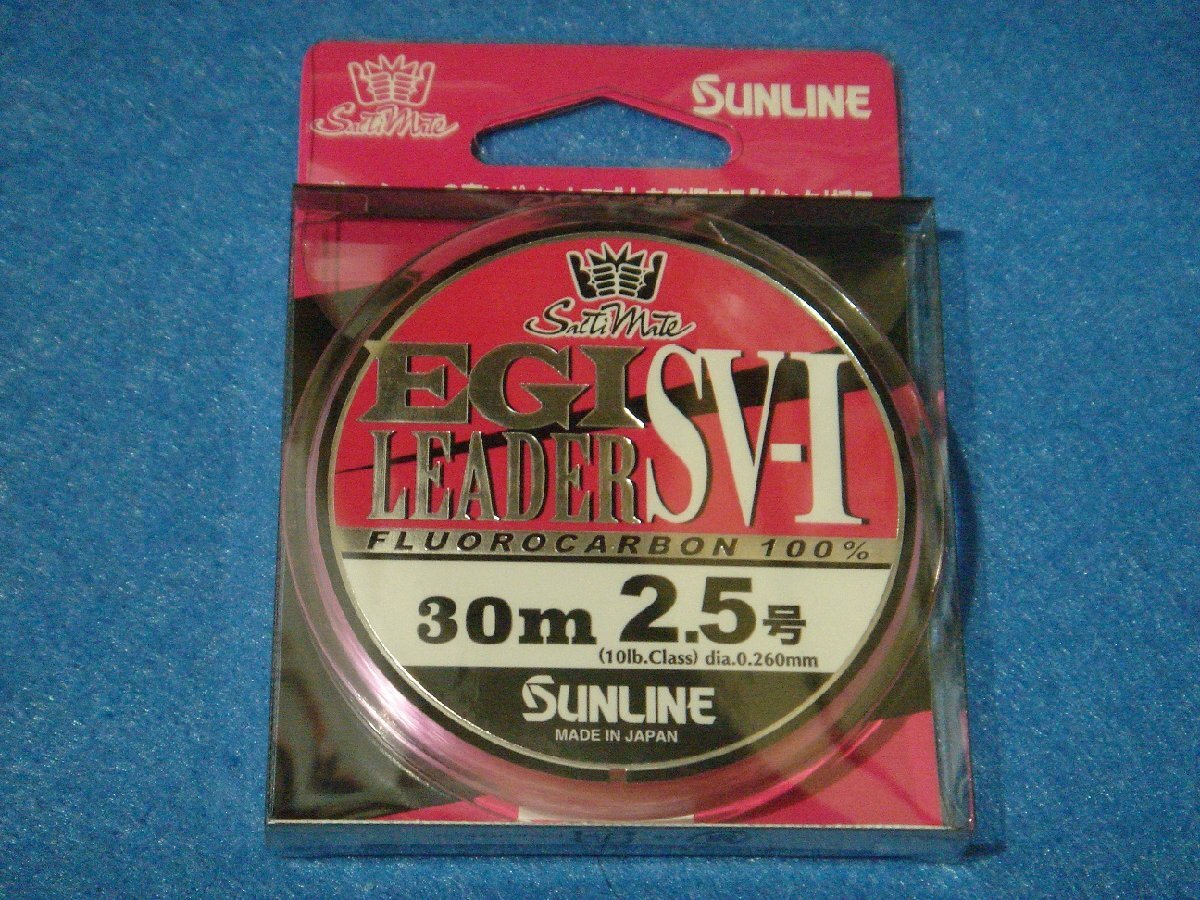 SaltiMate
SUNLINE
SaltiMate
EGI
LEADER SV-I
FLUOROCARBON 100%
30m 2.5号
(10lb.Class) dia.0.260mm
SUNLINE
MADE IN JAPAN